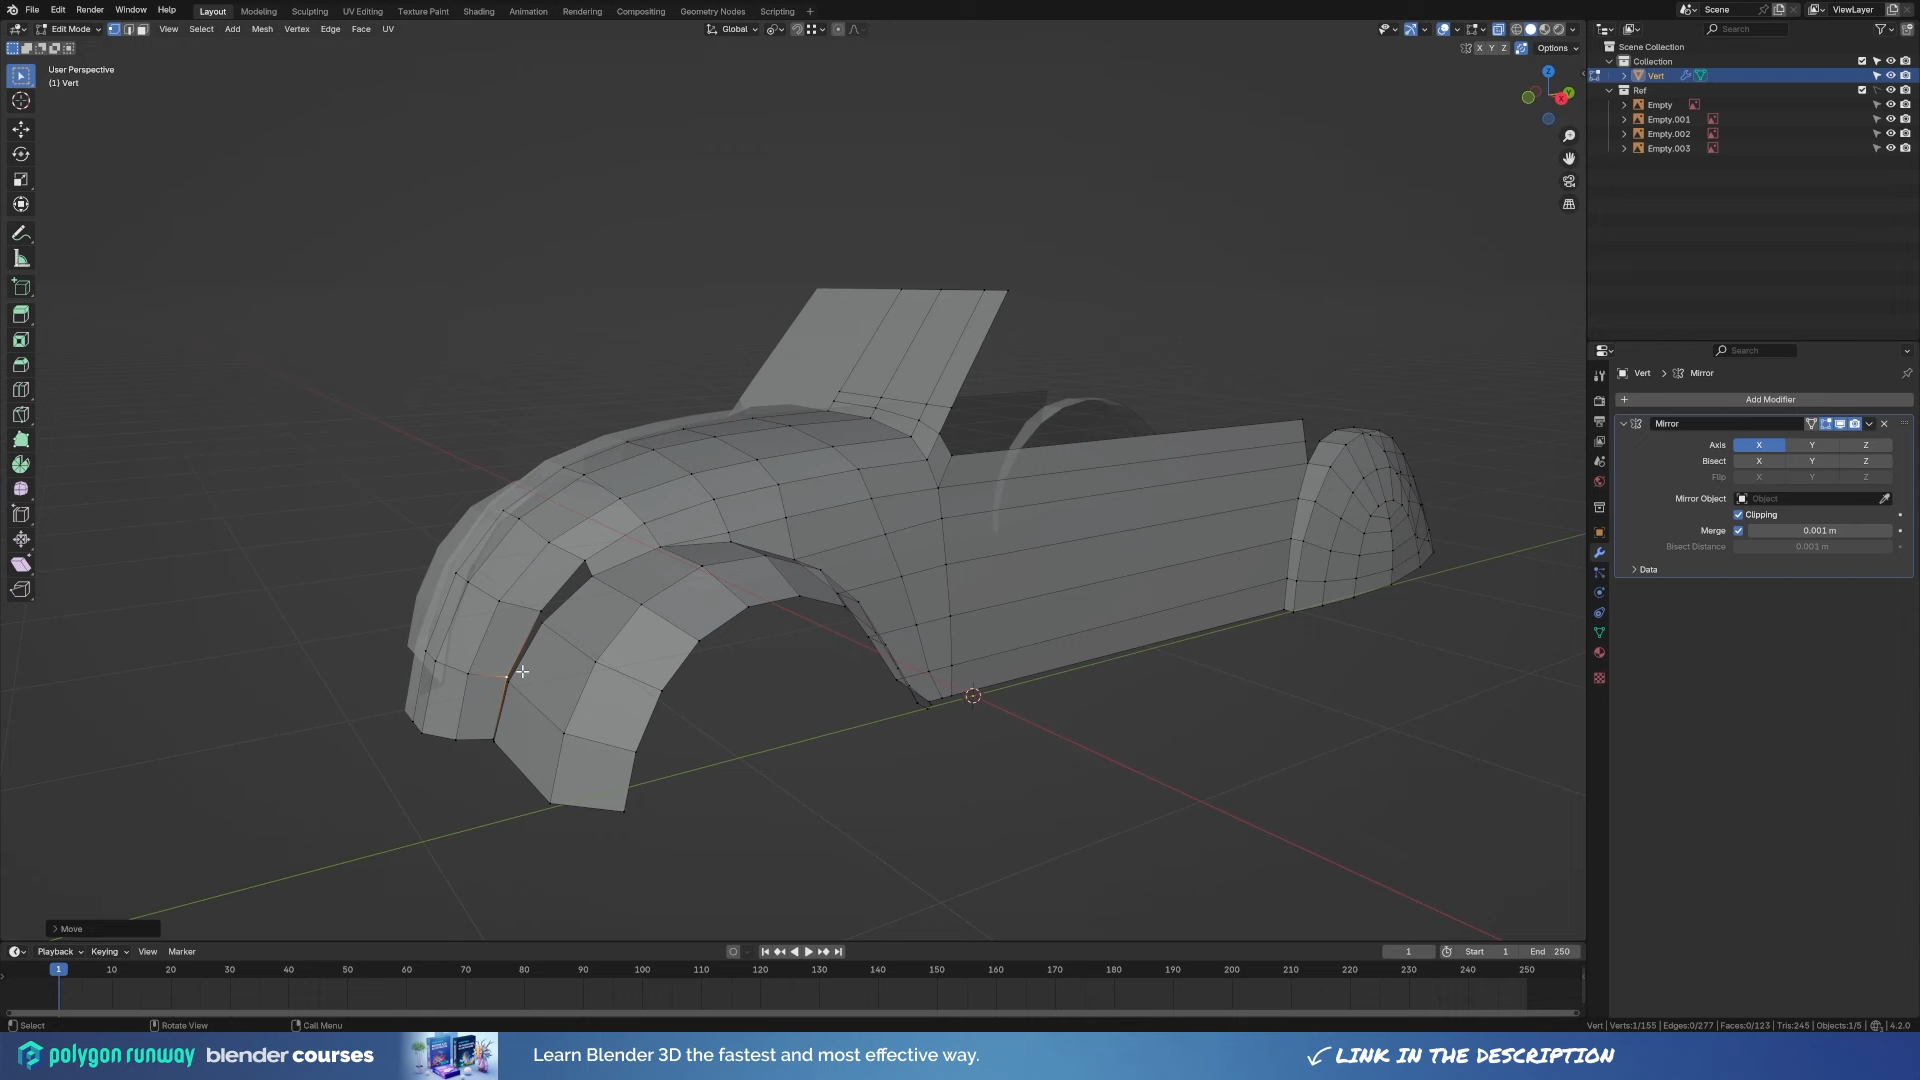 File Edit Render Window Help
Layout Modeling Sculpting UV Editing Texture Paint Shading Animation Rendering Compositing Geometry Nodes Scripting +
Scene
ViewLayer
Edit Mode View Select Add Mesh Vertex Edge Face UV
Global
X Y Z Options
User Perspective
(1) Vert
Z
Y
X
Search
Scene Collection
Collection
Vert
Ref
Empty
Empty.001
Empty.002
Empty.003
Search
Vert > Mirror
+ Add Modifier
Mirror
Axis X Y Z
Bisect X Y Z
Flip X Y Z
Mirror Object Object
Clipping
Merge 0.001 m
Bisect Distance 0.001 m
Data
Move
Playback Keying View Marker
1 Start 1 End 250
1 10 20 30 40 50 60 70 80 90 100 110 120 130 140 150 160 170 180 190 200 210 220 230 240 250
Select Rotate View Call Menu
Vert | Verts:1/155 | Edges:0/277 | Faces:0/123 | Tris:245 | Objects:1/5 | 4.2.0
polygon runway blender courses
Learn Blender 3D the fastest and most effective way.
LINK IN THE DESCRIPTION